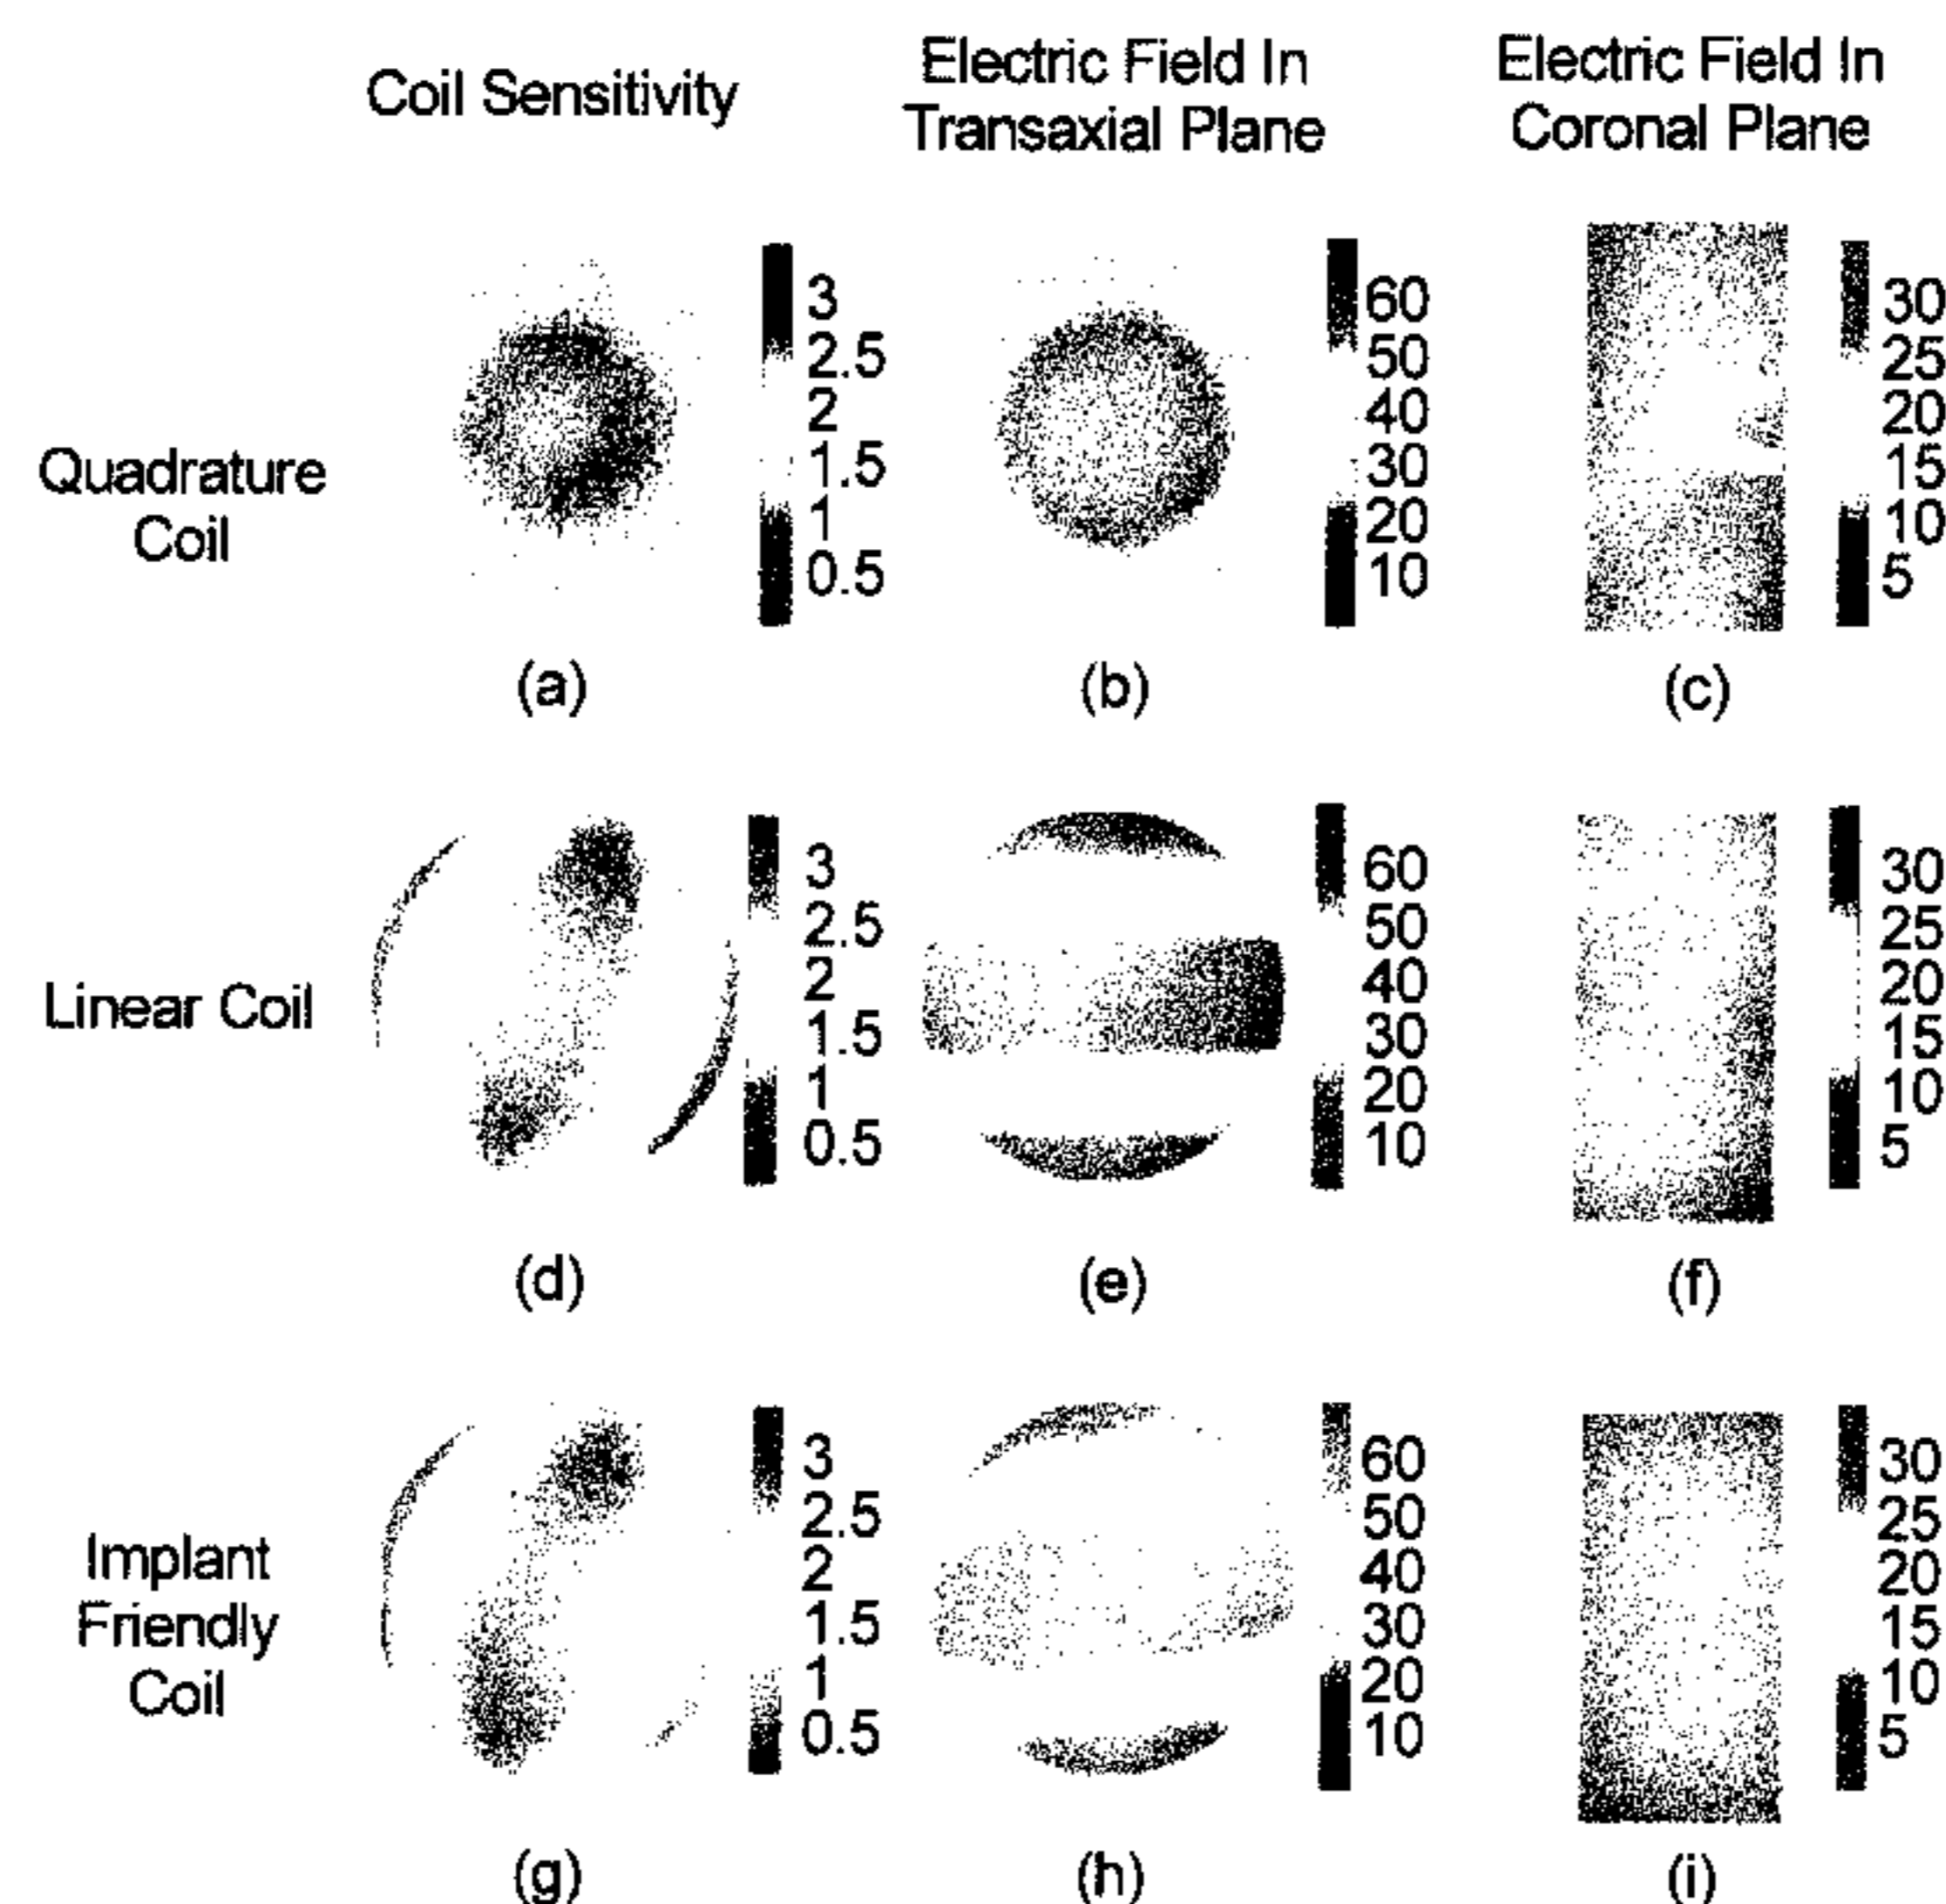 Coil Sensitivity
Electric Field In
Transaxial Plane
Electric Field In
Coronal Plane
Quadrature
Coil
3
2.5
2
1.5
1
0.5
60
50
40
30
20
10
30
25
20
15
10
5
(a)
(b)
(c)
Linear Coil
3
2.5
2
1.5
1
0.5
60
50
40
30
20
10
30
25
20
15
10
5
(d)
(e)
(f)
Implant
Friendly
Coil
3
2.5
2
1.5
1
0.5
60
50
40
30
20
10
30
25
20
15
10
5
(g)
(h)
(i)